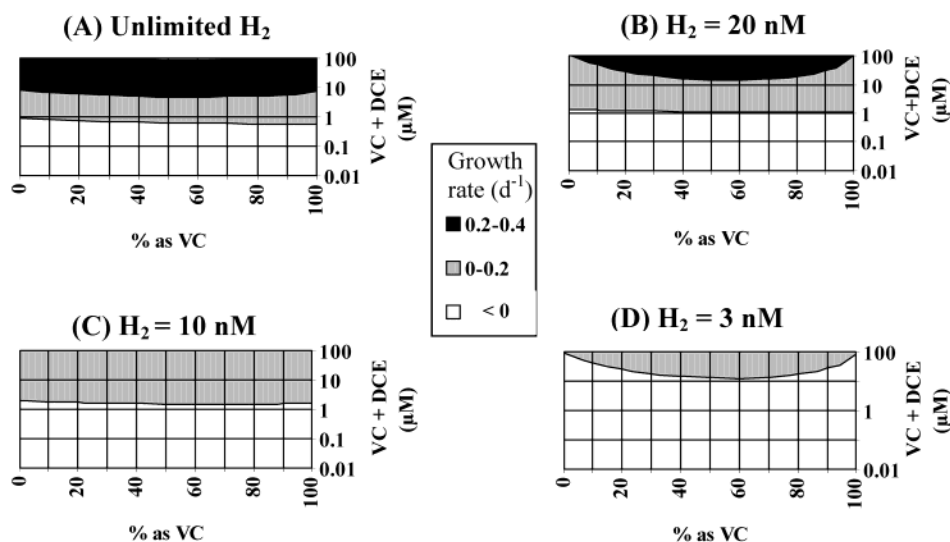 (A) Unlimited H₂
100
10
1
0.1
0.01
VC + DCE
(µM)
0
20
40
60
80
100
% as VC
(B) H₂ = 20 nM
100
10
1
0.1
0.01
VC+DCE
(µM)
0
20
40
60
80
100
% as VC
Growth
rate (d⁻¹)
0.2-0.4
0-0.2
< 0
(C) H₂ = 10 nM
100
10
1
0.1
0.01
VC + DCE
(µM)
0
20
40
60
80
100
% as VC
(D) H₂ = 3 nM
100
1
0.01
VC + DCE
(µM)
0
20
40
60
80
100
% as VC